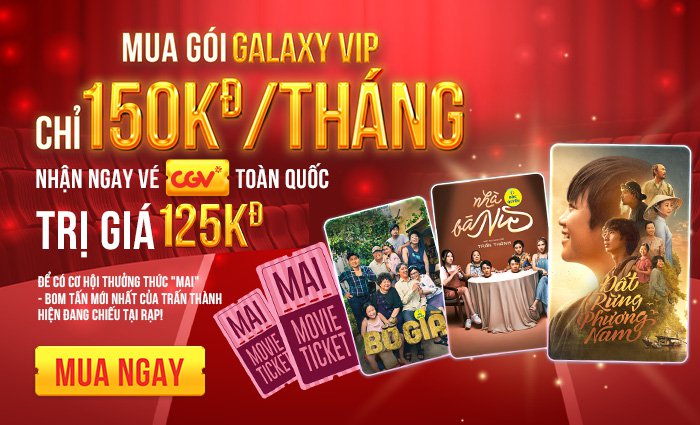 MUA GÓI GALAXY VIP
CHỈ 150KĐ/THÁNG
NHẬN NGAY VÉ CGV* TOÀN QUỐC
TRỊ GIÁ 125KĐ
ĐỂ CÓ CƠ HỘI THƯỞNG THỨC "MAI"
- BOM TẤN MỚI NHẤT CỦA TRẤN THÀNH
HIỆN ĐANG CHIẾU TẠI RẠP!
MUA NGAY
MAI
MOVIE
TICKET
MAI
MOVIE
TICKET
BỐ GIÀ
nhà
bà Nữ
TRẤN THÀNH
Đất
Rừng
Phương
Nam